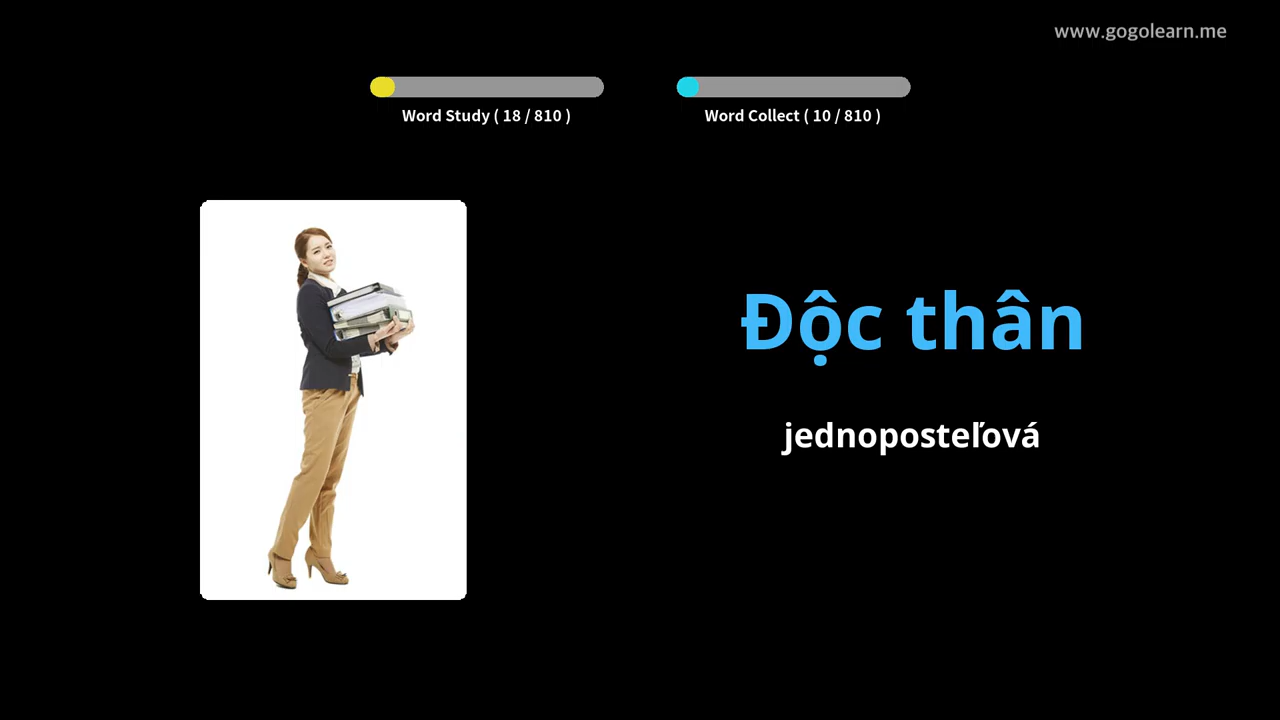 www.gogolearn.me
Word Study ( 18 / 810 )
Word Collect ( 10 / 810 )
Độc thân
jednoposteľová